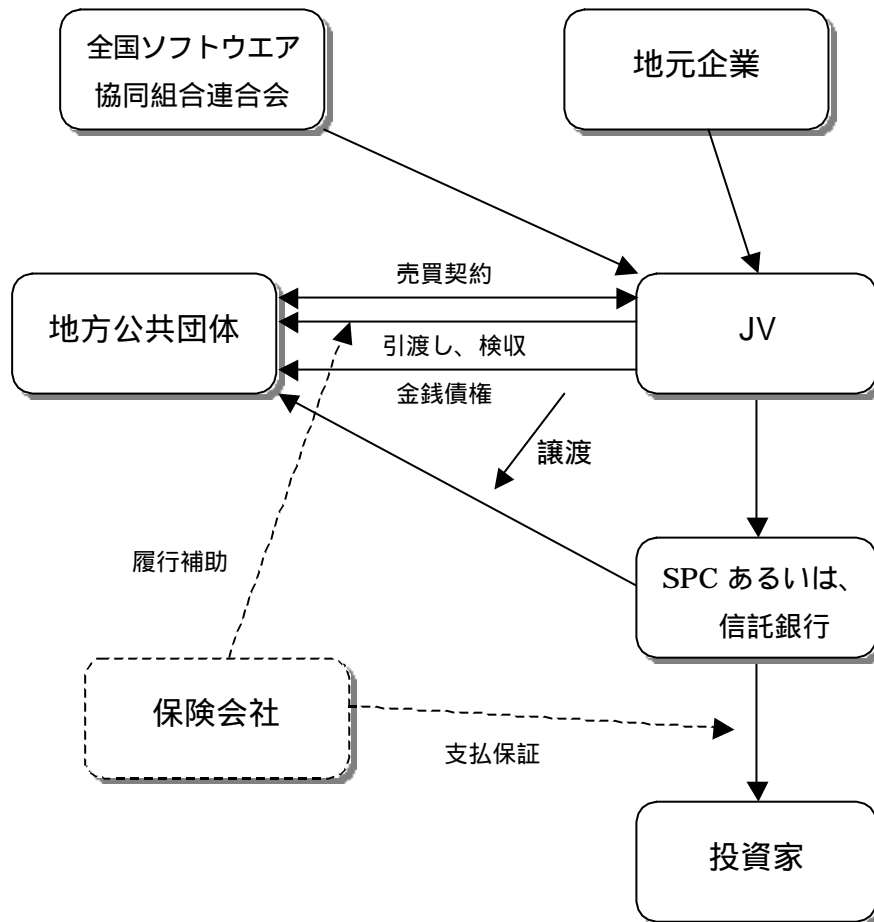 全国ソフトウエア
協同組合連合会
地元企業
売買契約
地方公共団体
JV
引渡し、検収
金銭債権
譲渡
履行補助
SPC あるいは、
信託銀行
保険会社
支払保証
投資家